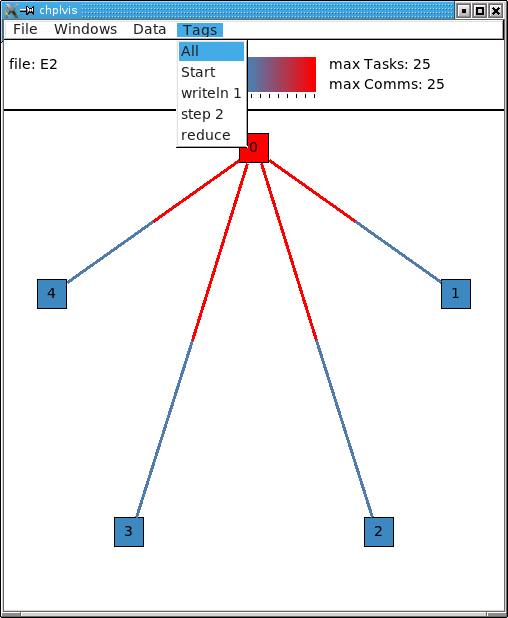 chplvis
File Windows Data Tags
All
Start
writeln 1
step 2
reduce
file: E2
max Tasks: 25
max Comms: 25
0
4
1
3
2